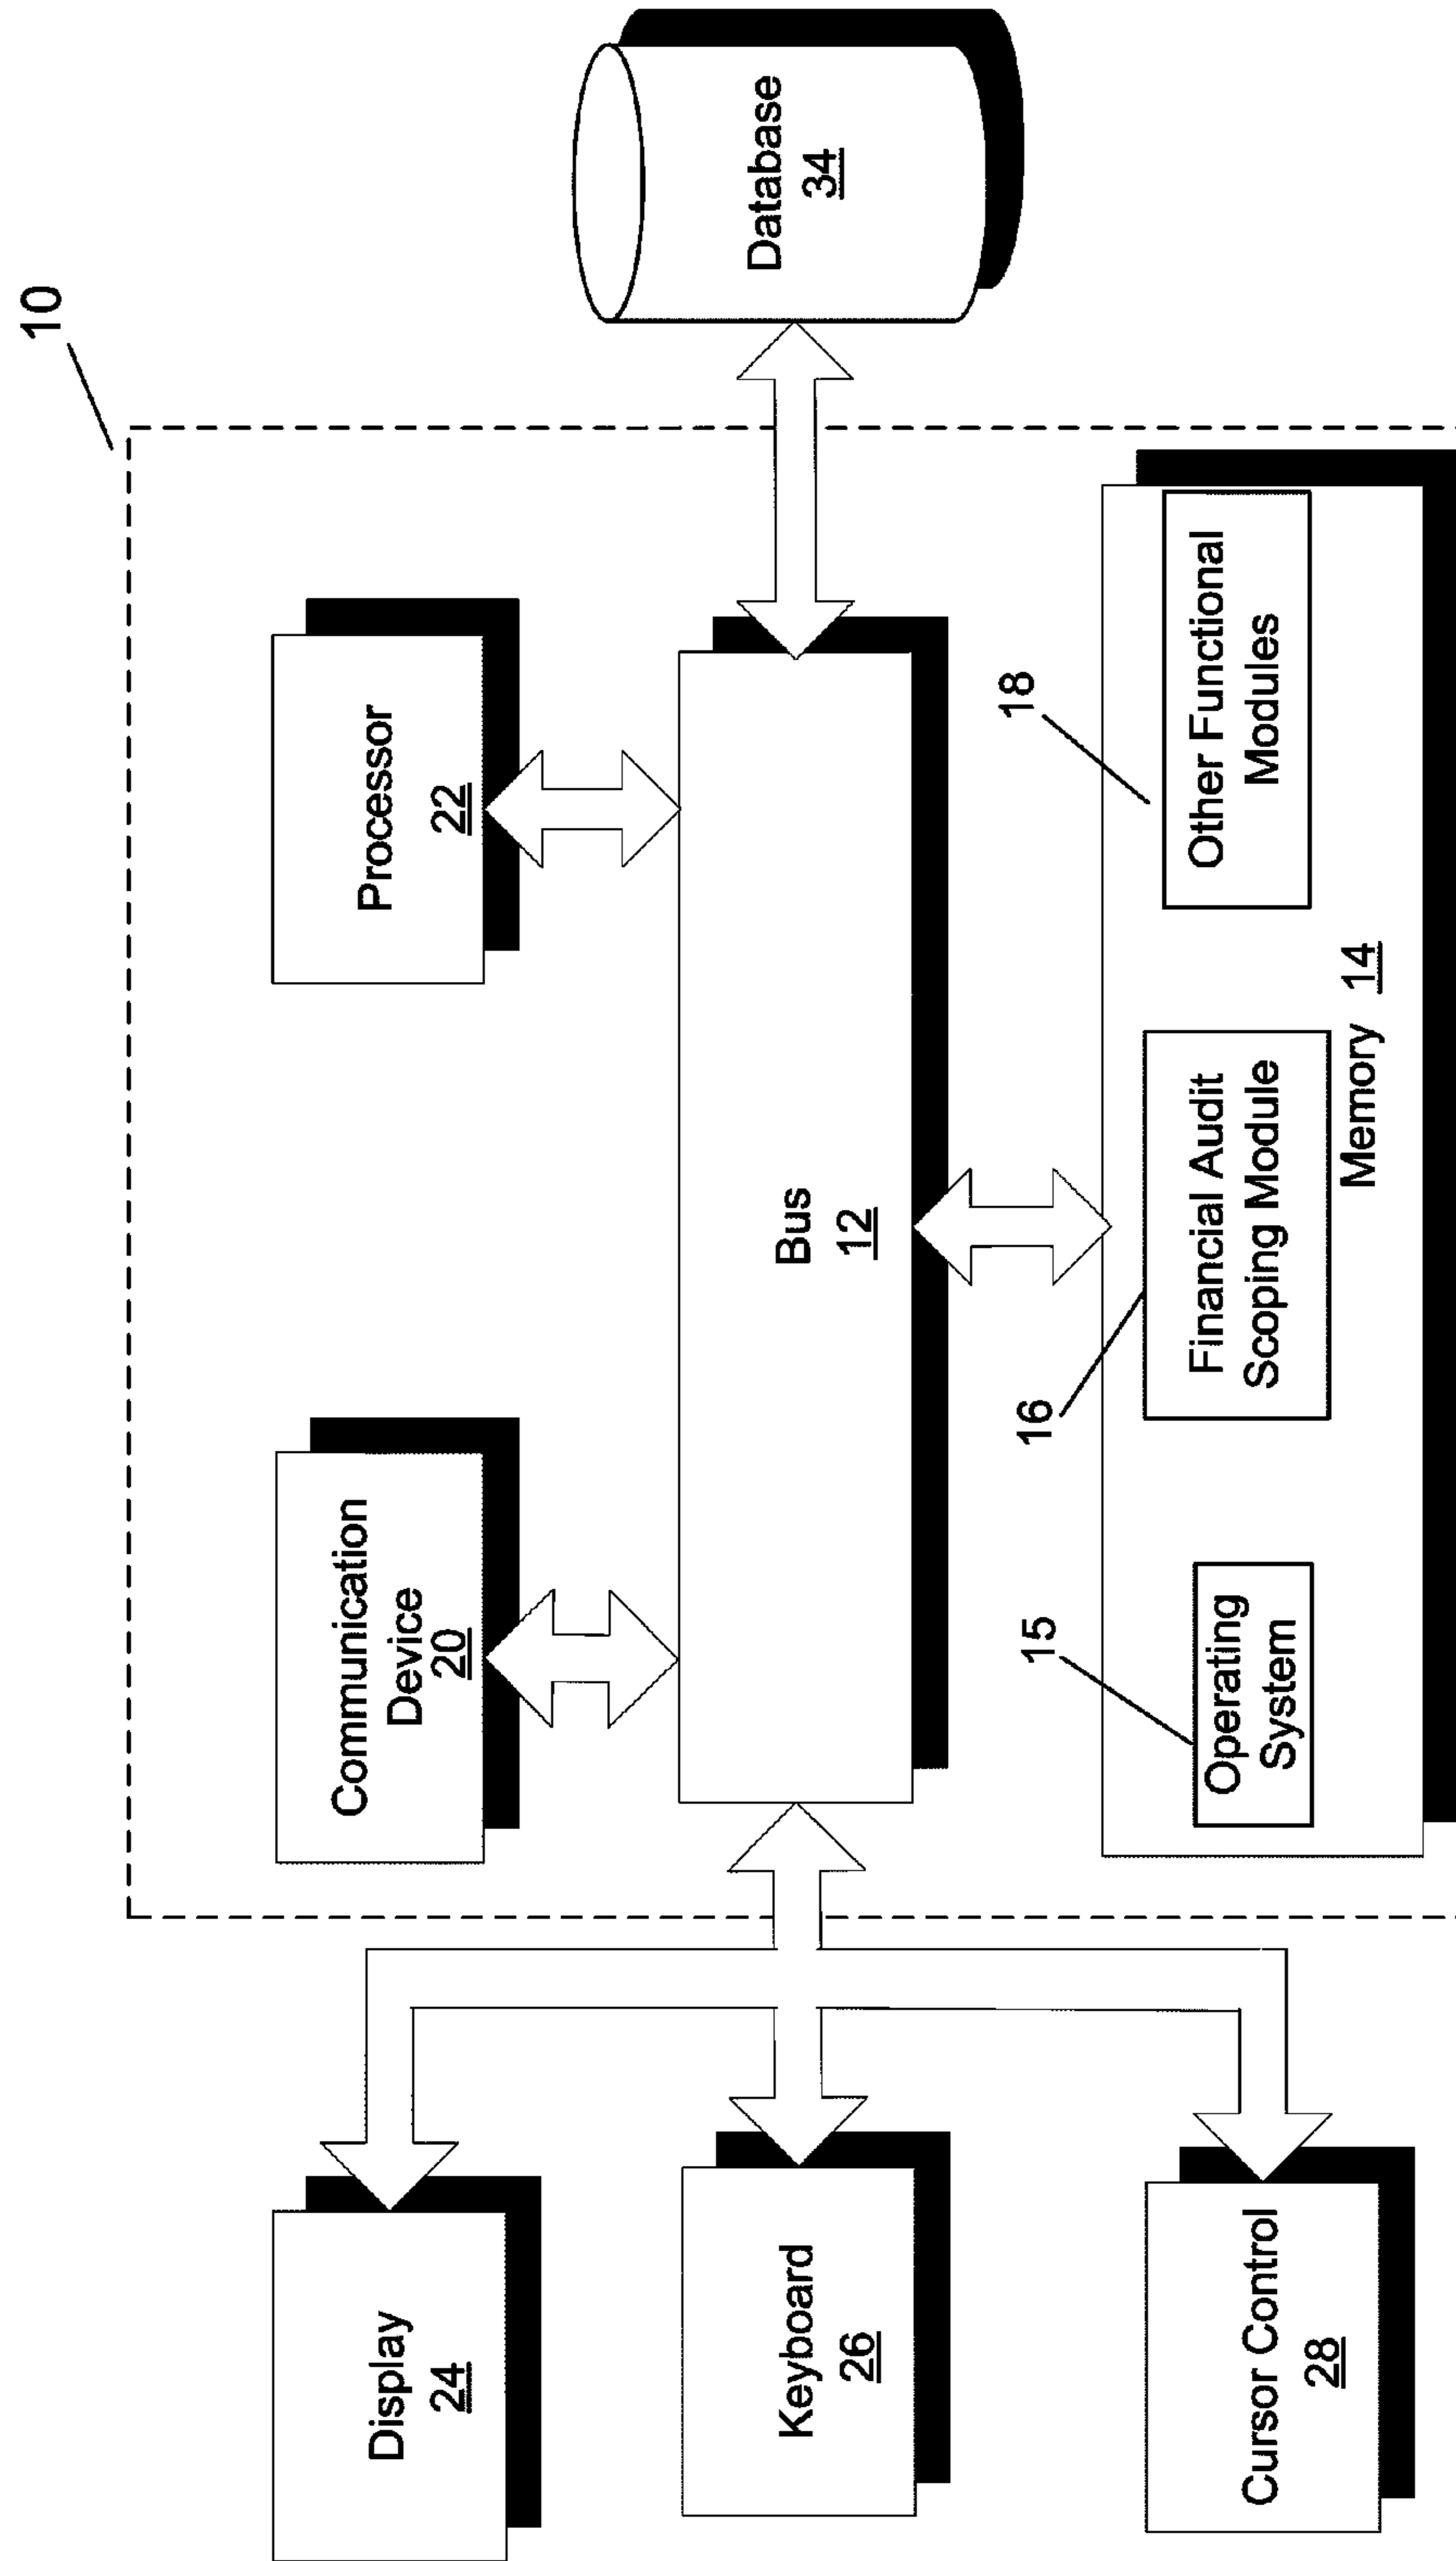 10
Communication
Device
20
Processor
22
Display
24
Keyboard
26
Cursor Control
28
Bus
12
Database
34
15
16
18
Operating
System
Financial Audit
Scoping Module
Other Functional
Modules
Memory 14